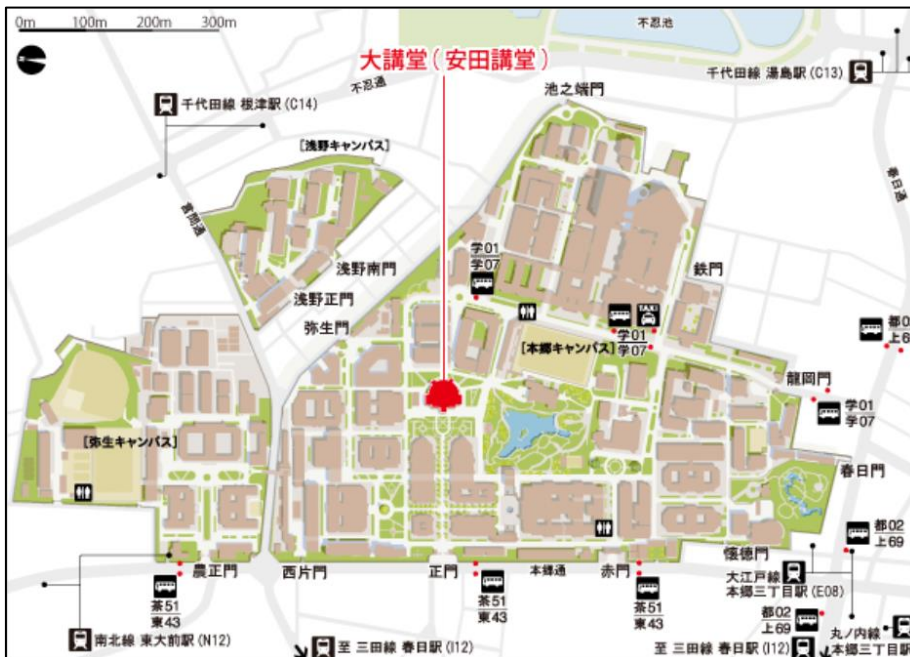 0m 100m 200m 300m
不忍池
大講堂(安田講堂)
千代田線 湯島駅(C13)
不忍通
池之端門
千代田線 根津駅(C14)
[浅野キャンパス]
春日通
言問通
学01
学07
浅野南門
鉄門
浅野正門
弥生門
TAXI
[本郷キャンパス]
学01
学07
都0
上6
龍岡門
学01
学07
[弥生キャンパス]
春日門
都02
上69
懐徳門
農正門
西片門
正門
本郷通
赤門
大江戸線
本郷三丁目駅(E08)
茶51
東43
茶51
東43
茶51
東43
都02
上69
丸ノ内線
本郷三丁目駅
南北線 東大前駅(N12)
至 三田線 春日駅(I12)
至 三田線 春日駅(I12)